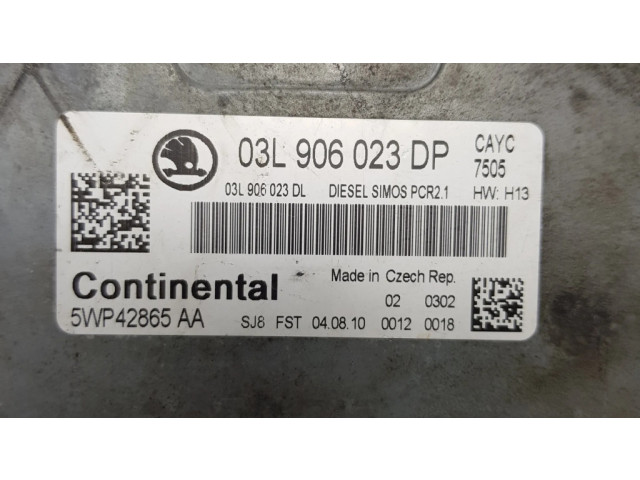 03L 906 023 DP CAYC
7505
03L 906 023 DL DIESEL SIMOS PCR2.1 HW: H13
Continental Made in Czech Rep.
02 0302
5WP42865 AA SJ8 FST 04.08.10 0012 0018